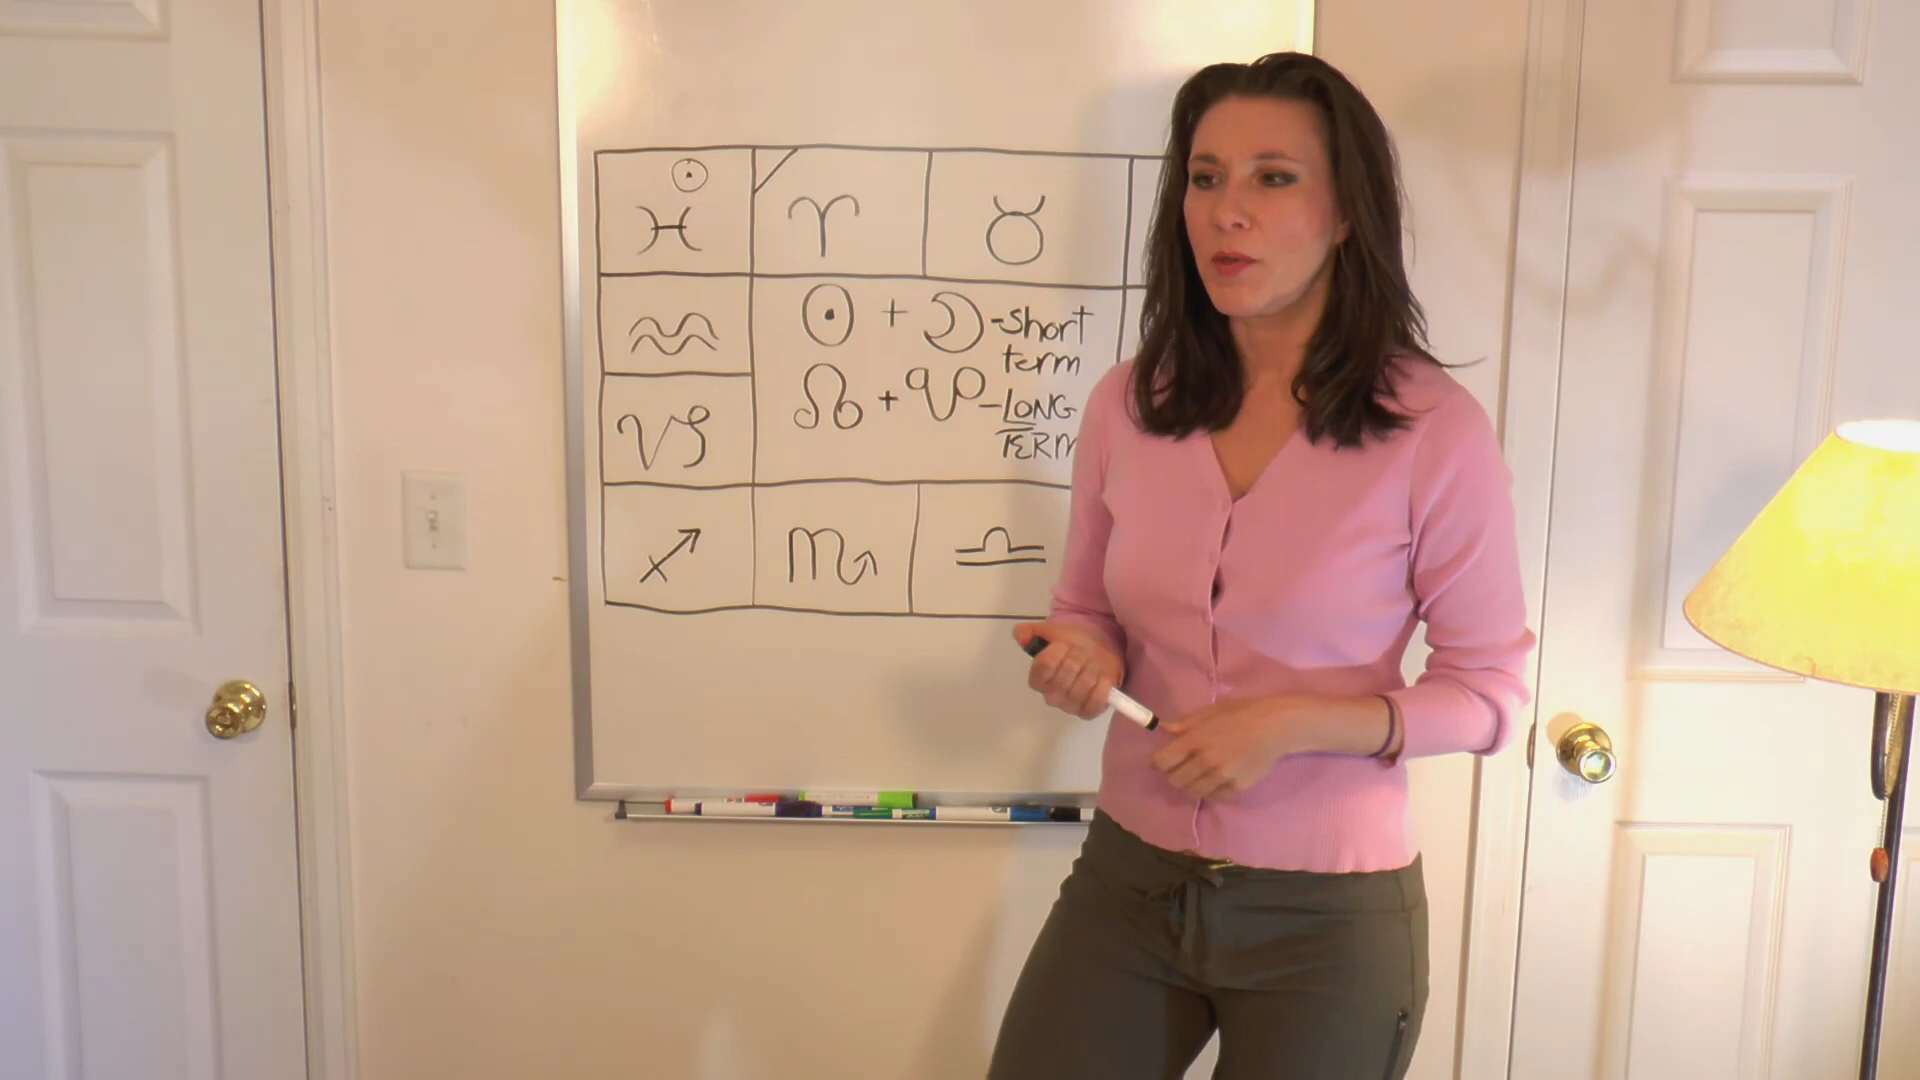 ☉
♓ ♈ ♉
♒ ☉ + ☽ -short
term
♑ ☊ + ☋ -LONG
TERM
♐ ♏ ♎